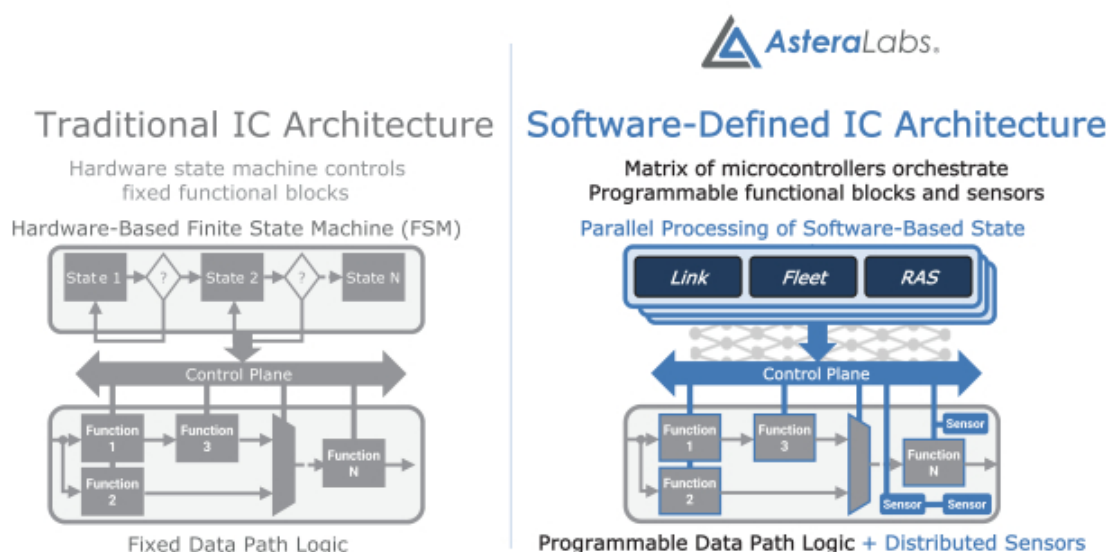 AsteraLabs®
Traditional IC Architecture
Hardware state machine controls
fixed functional blocks
Hardware-Based Finite State Machine (FSM)
State 1
?
State 2
?
State N
Control Plane
Function
1
Function
3
Function
2
Function
N
Fixed Data Path Logic
Software-Defined IC Architecture
Matrix of microcontrollers orchestrate
Programmable functional blocks and sensors
Parallel Processing of Software-Based State
Link
Fleet
RAS
Control Plane
Function
1
Function
3
Sensor
Function
N
Function
2
Sensor
Sensor
Programmable Data Path Logic + Distributed Sensors